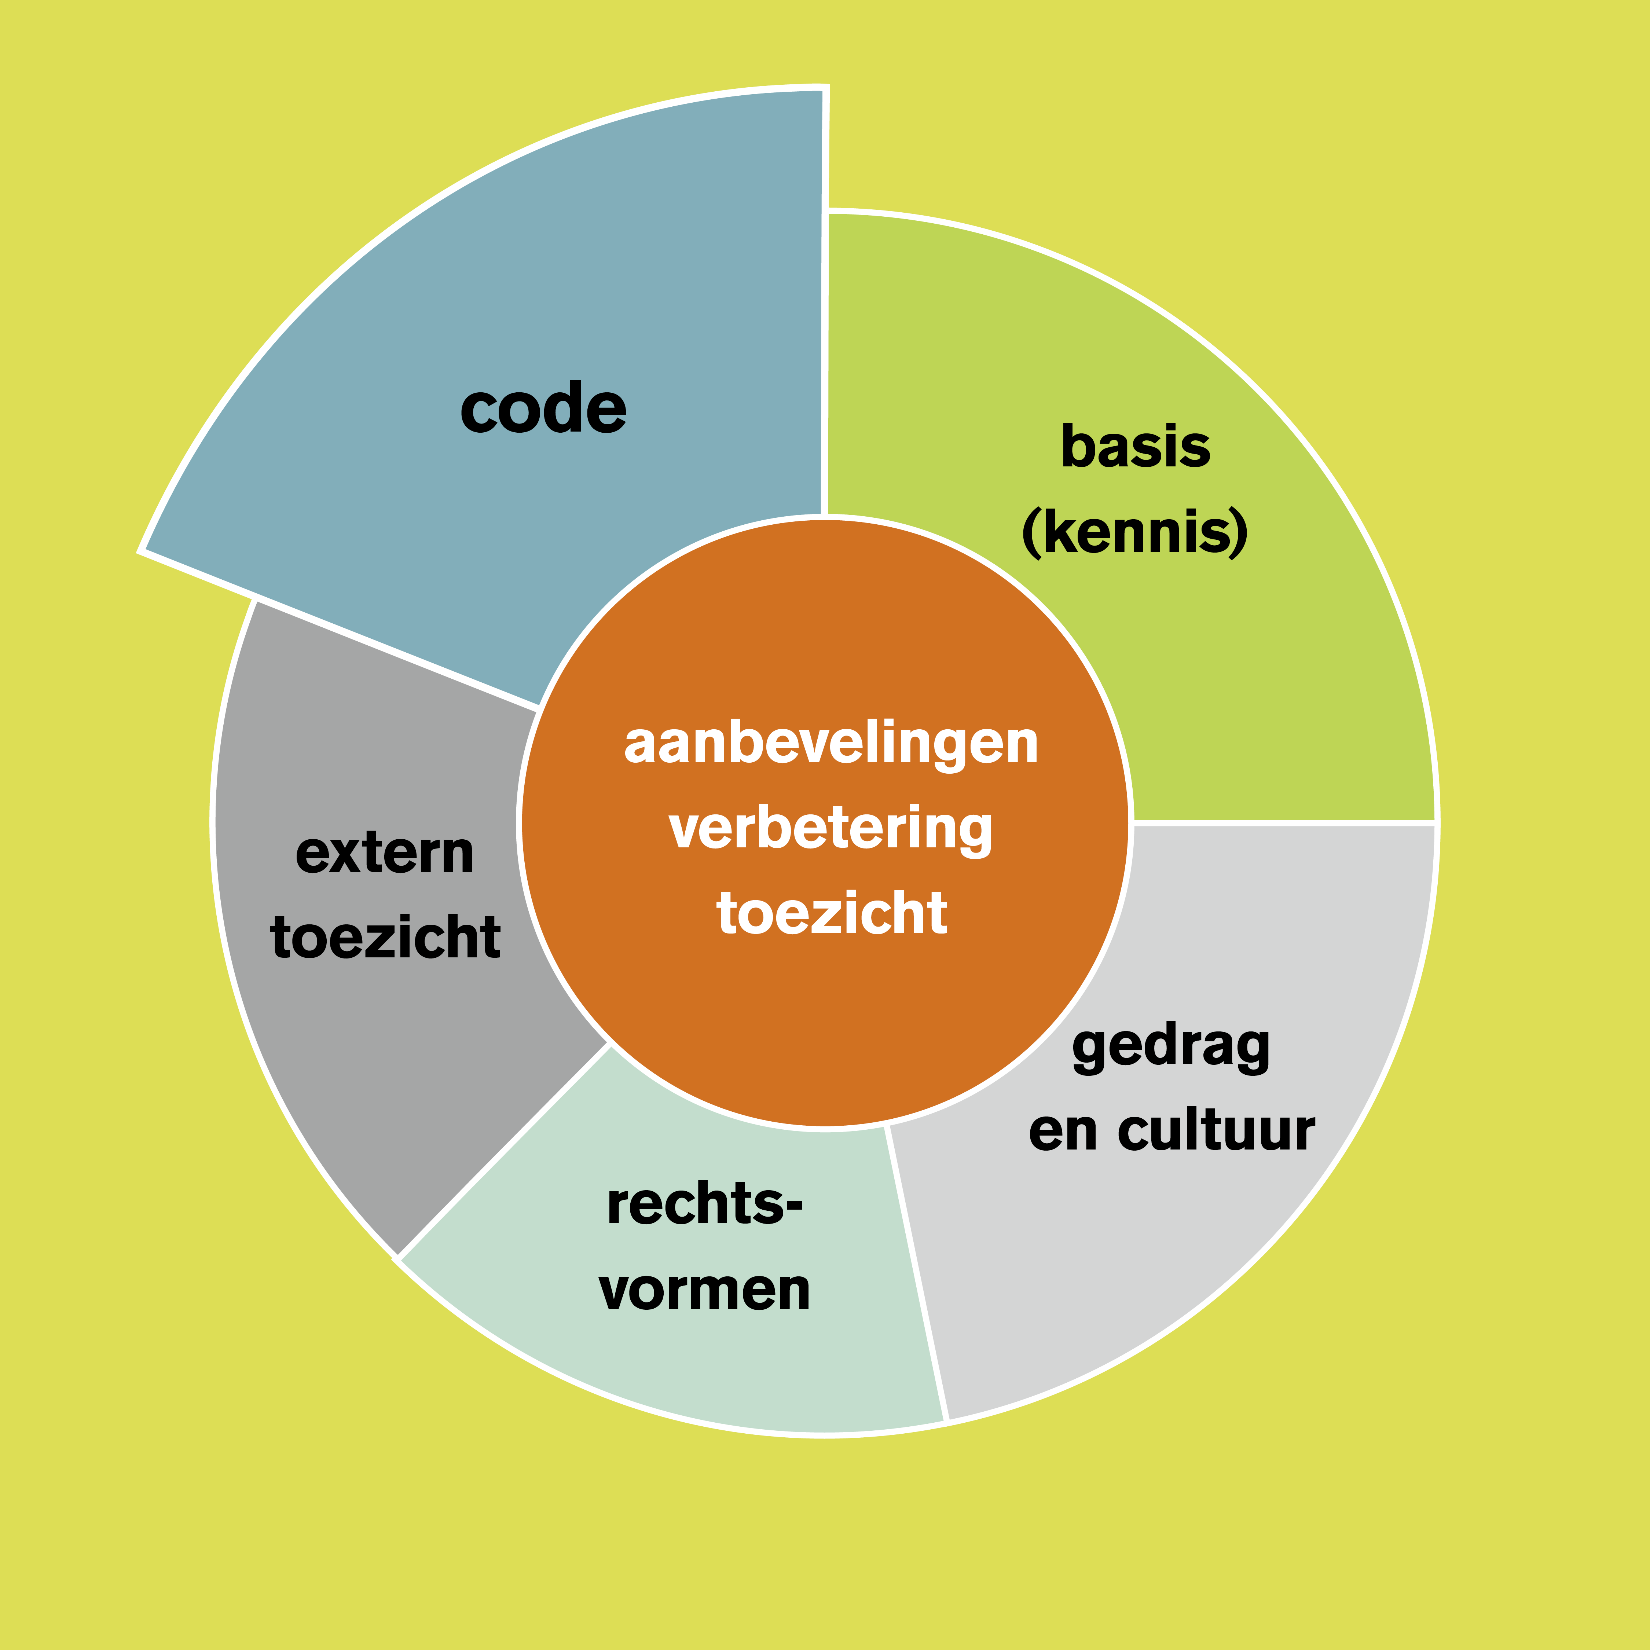 code
basis
(kennis)
aanbevelingen
verbetering
toezicht
extern
toezicht
gedrag
en cultuur
rechts-
vormen